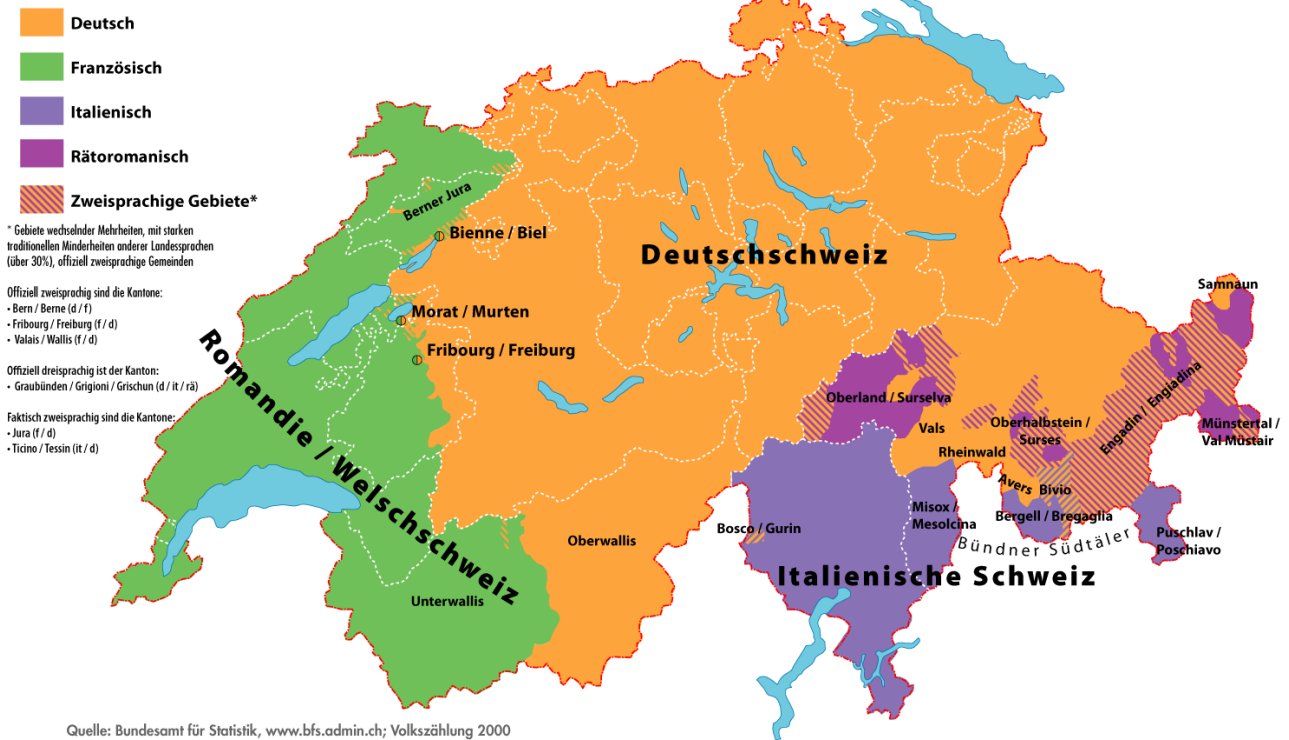 Deutsch
Französisch
Italienisch
Rätoromanisch
Zweisprachige Gebiete*
* Gebiete wechselnder Mehrheiten, mit starken
traditionellen Minderheiten anderer Landessprachen
(über 30%), offiziell zweisprachige Gemeinden
Offiziell zweisprachig sind die Kantone:
• Bern / Berne (d / f)
• Fribourg / Freiburg (f / d)
• Valais / Wallis (f / d)
Offiziell dreisprachig ist der Kanton:
• Graubünden / Grigioni / Grischun (d / it / rä)
Faktisch zweisprachig sind die Kantone:
• Jura (f / d)
• Ticino / Tessin (it / d)
Berner Jura
Bienne / Biel
Deutschschweiz
Morat / Murten
Fribourg / Freiburg
Romandie / Welschschweiz
Samnaun
Oberland / Surselva
Vals
Rheinwald
Oberhalbstein /
Surses
Engadin / Engiadina
Münstertal /
Val Müstair
Avers
Bivio
Bergell / Bregaglia
Misox /
Mesolcina
Bosco / Gurin
Bündner Südtäler
Puschlav /
Poschiavo
Oberwallis
Italienische Schweiz
Unterwallis
Quelle: Bundesamt für Statistik, www.bfs.admin.ch; Volkszählung 2000